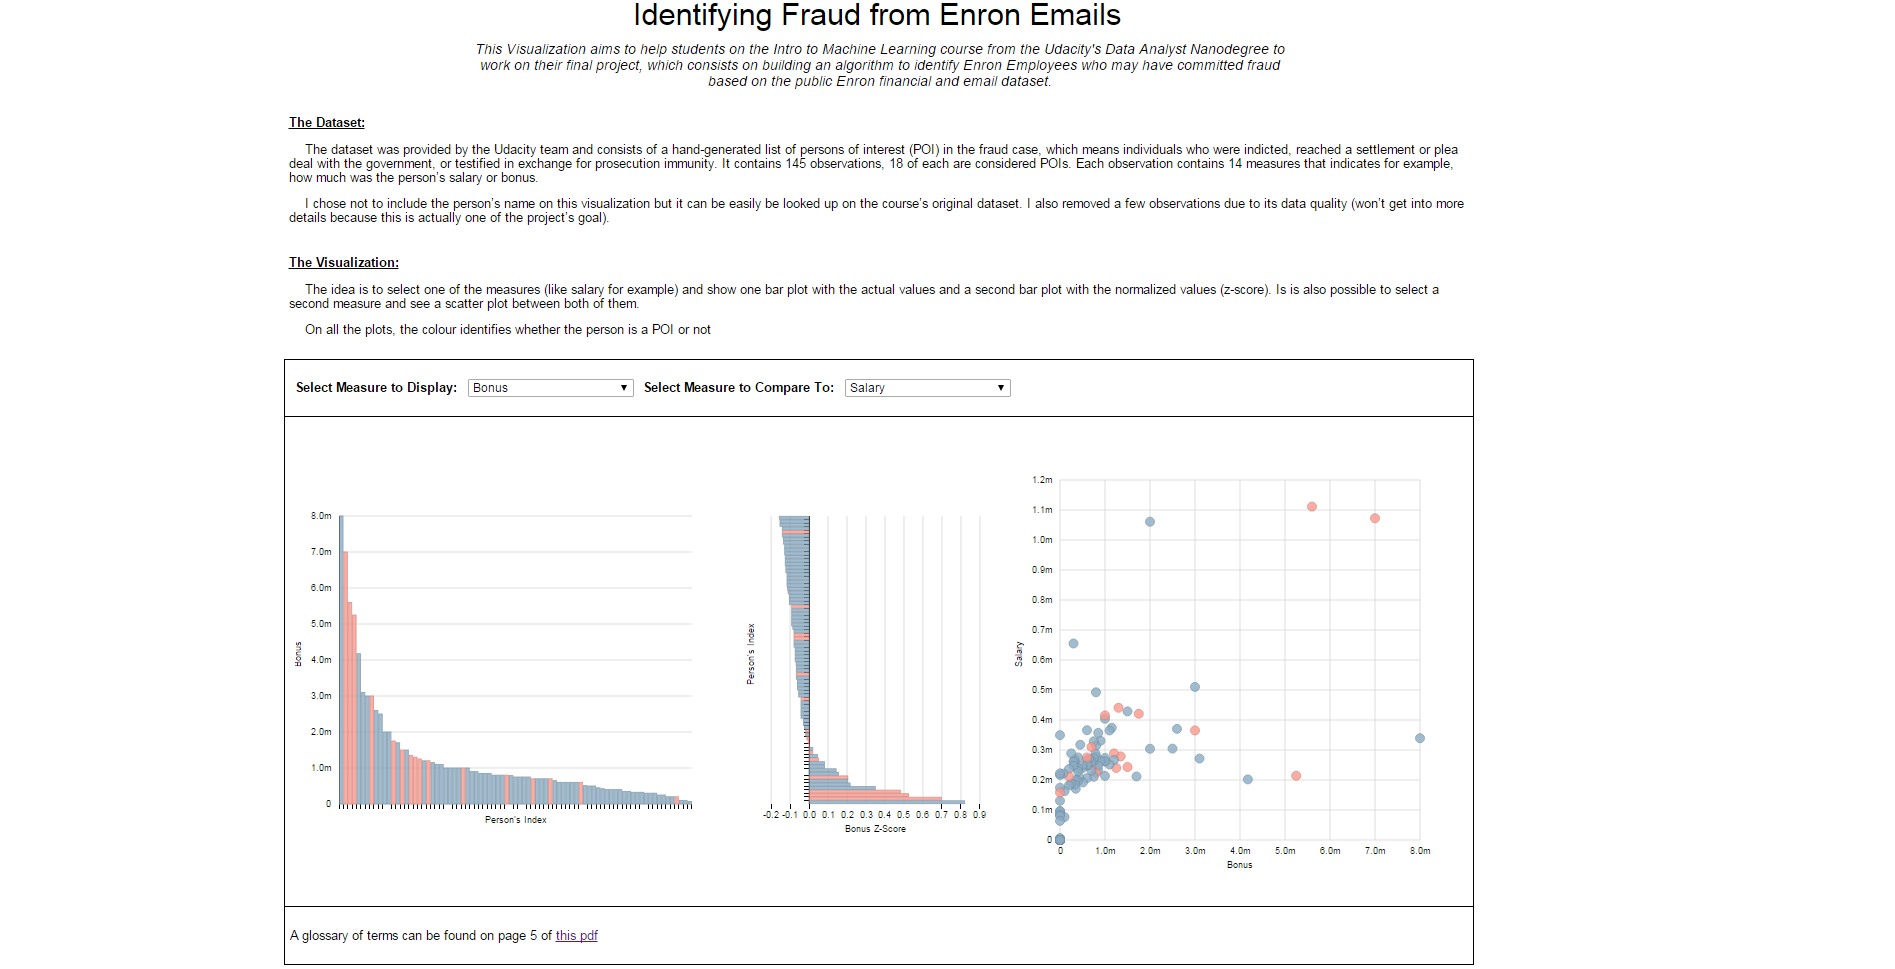 Identifying Fraud from Enron Emails
This Visualization aims to help students on the Intro to Machine Learning course from the Udacity's Data Analyst Nanodegree to
work on their final project, which consists on building an algorithm to identify Enron Employees who may have committed fraud
based on the public Enron financial and email dataset.
The Dataset:
The dataset was provided by the Udacity team and consists of a hand-generated list of persons of interest (POI) in the fraud case, which means individuals who were indicted, reached a settlement or plea
deal with the government, or testified in exchange for prosecution immunity. It contains 145 observations, 18 of each are considered POIs. Each observation contains 14 measures that indicates for example,
how much was the person's salary or bonus.
I chose not to include the person's name on this visualization but it can be easily be looked up on the course's original dataset. I also removed a few observations due to its data quality (won't get into more
details because this is actually one of the project's goal).
The Visualization:
The idea is to select one of the measures (like salary for example) and show one bar plot with the actual values and a second bar plot with the normalized values (z-score). Is is also possible to select a
second measure and see a scatter plot between both of them.
On all the plots, the colour identifies whether the person is a POI or not
Select Measure to Display: Bonus Select Measure to Compare To: Salary
8.0m
7.0m
6.0m
5.0m
4.0m
3.0m
2.0m
1.0m
0
Bonus
Person's Index
Person's Index
-0.2 -0.1 0.0 0.1 0.2 0.3 0.4 0.5 0.6 0.7 0.8 0.9
Bonus Z-Score
1.2m
1.1m
1.0m
0.9m
0.8m
0.7m
0.6m
0.5m
0.4m
0.3m
0.2m
0.1m
0
Salary
0 1.0m 2.0m 3.0m 4.0m 5.0m 6.0m 7.0m 8.0m
Bonus
A glossary of terms can be found on page 5 of this pdf